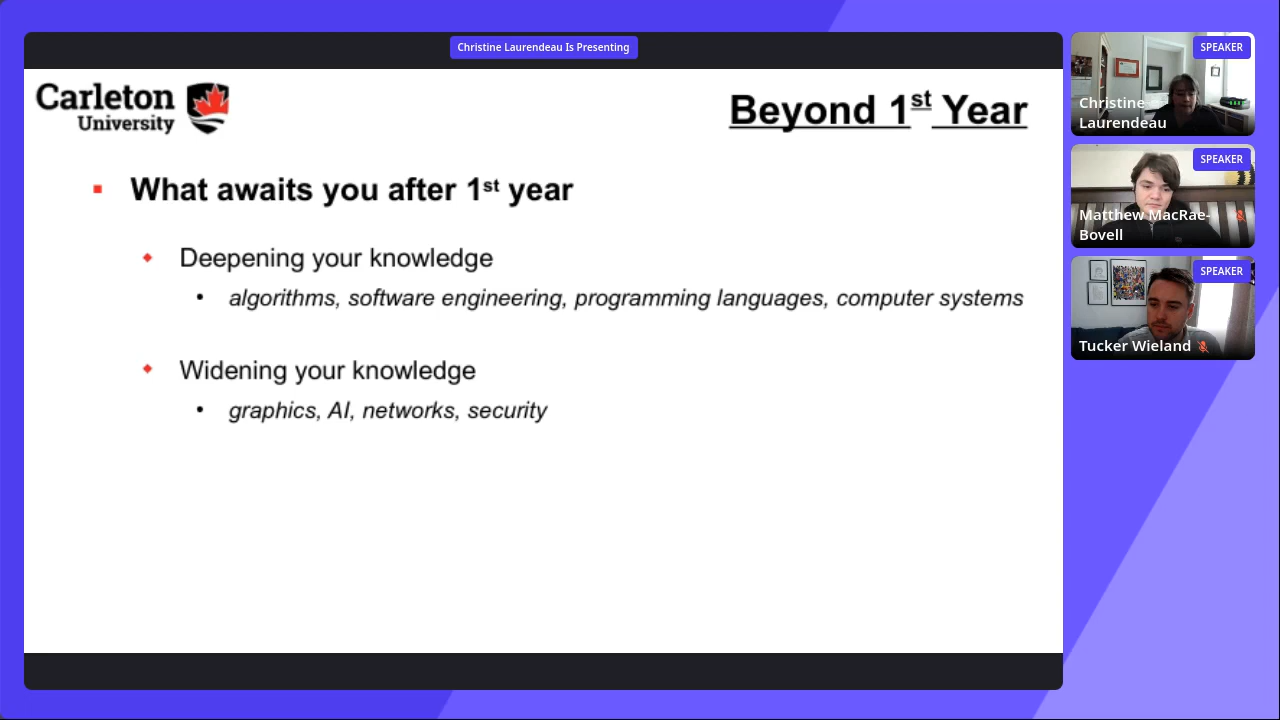 Christine Laurendeau Is Presenting
Carleton
University
Beyond 1st Year
What awaits you after 1st year
Deepening your knowledge
algorithms, software engineering, programming languages, computer systems
Widening your knowledge
graphics, AI, networks, security
SPEAKER
Christine
Laurendeau
SPEAKER
Matthew MacRae-
Bovell
SPEAKER
Tucker Wieland